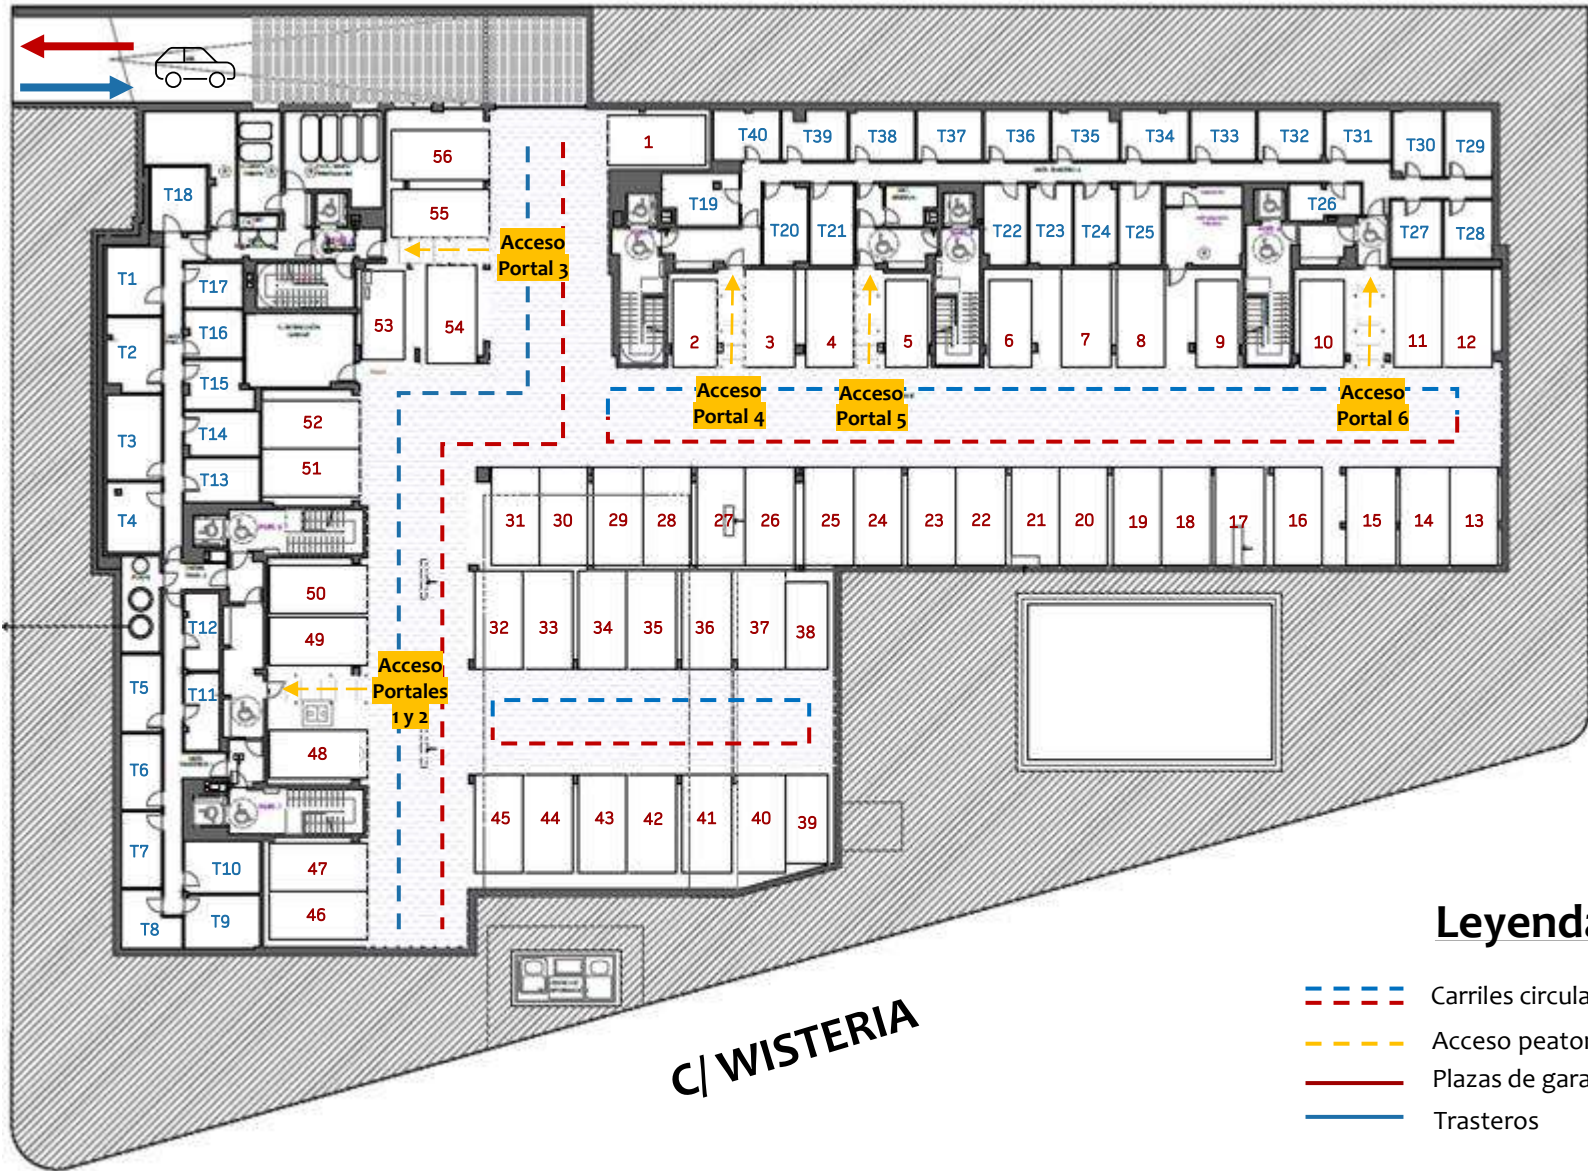 56
1
T40 T39 T38 T37 T36 T35 T34 T33 T32 T31 T30 T29
T18
55
T19
T20 T21 T22 T23 T24 T25
T26
T27 T28
Acceso
Portal 3
T1 T17
T16
T2
T15
53 54
2 3 4 5 6 7 8 9 10 11 12
Acceso
Portal 4
Acceso
Portal 5
Acceso
Portal 6
T3 T14 52
T13 51
T4
31 30 29 28 27 26 25 24 23 22 21 20 19 18 17 16 15 14 13
50
T12 49
32 33 34 35 36 37 38
Acceso
Portales
1 y 2
T5 T11
T6 48
T7 T10 47
45 44 43 42 41 40 39
T8 T9 46
C/ WISTERIA
Leyenda
Carriles circula
Acceso peaton
Plazas de gara
Trasteros